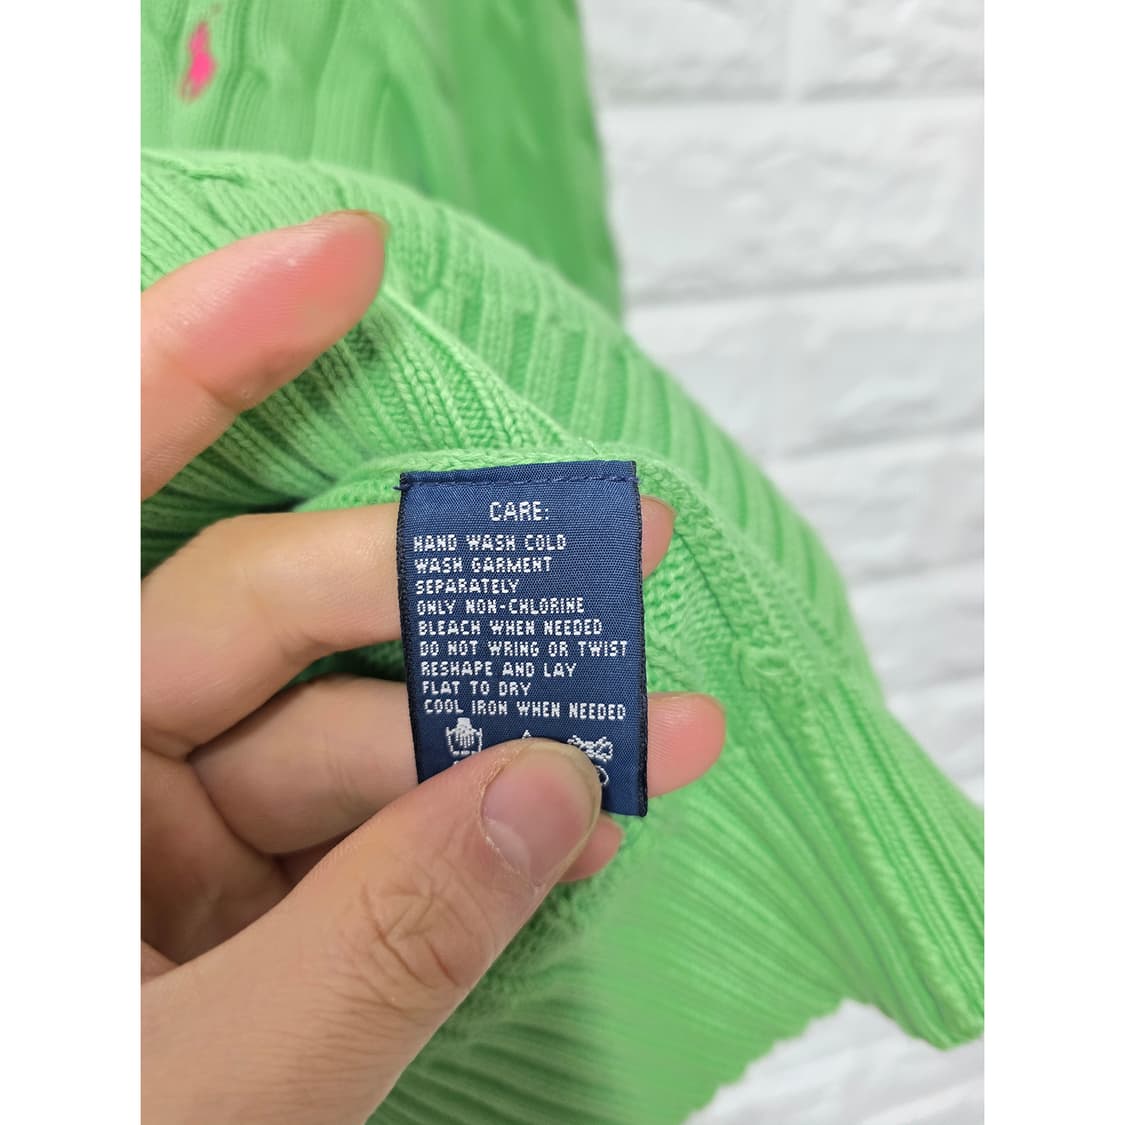 CARE:
HAND WASH COLD
WASH GARMENT
SEPARATELY
ONLY NON-CHLORINE
BLEACH WHEN NEEDED
DO NOT WRING OR TWIST
RESHAPE AND LAY
FLAT TO DRY
COOL IRON WHEN NEEDED